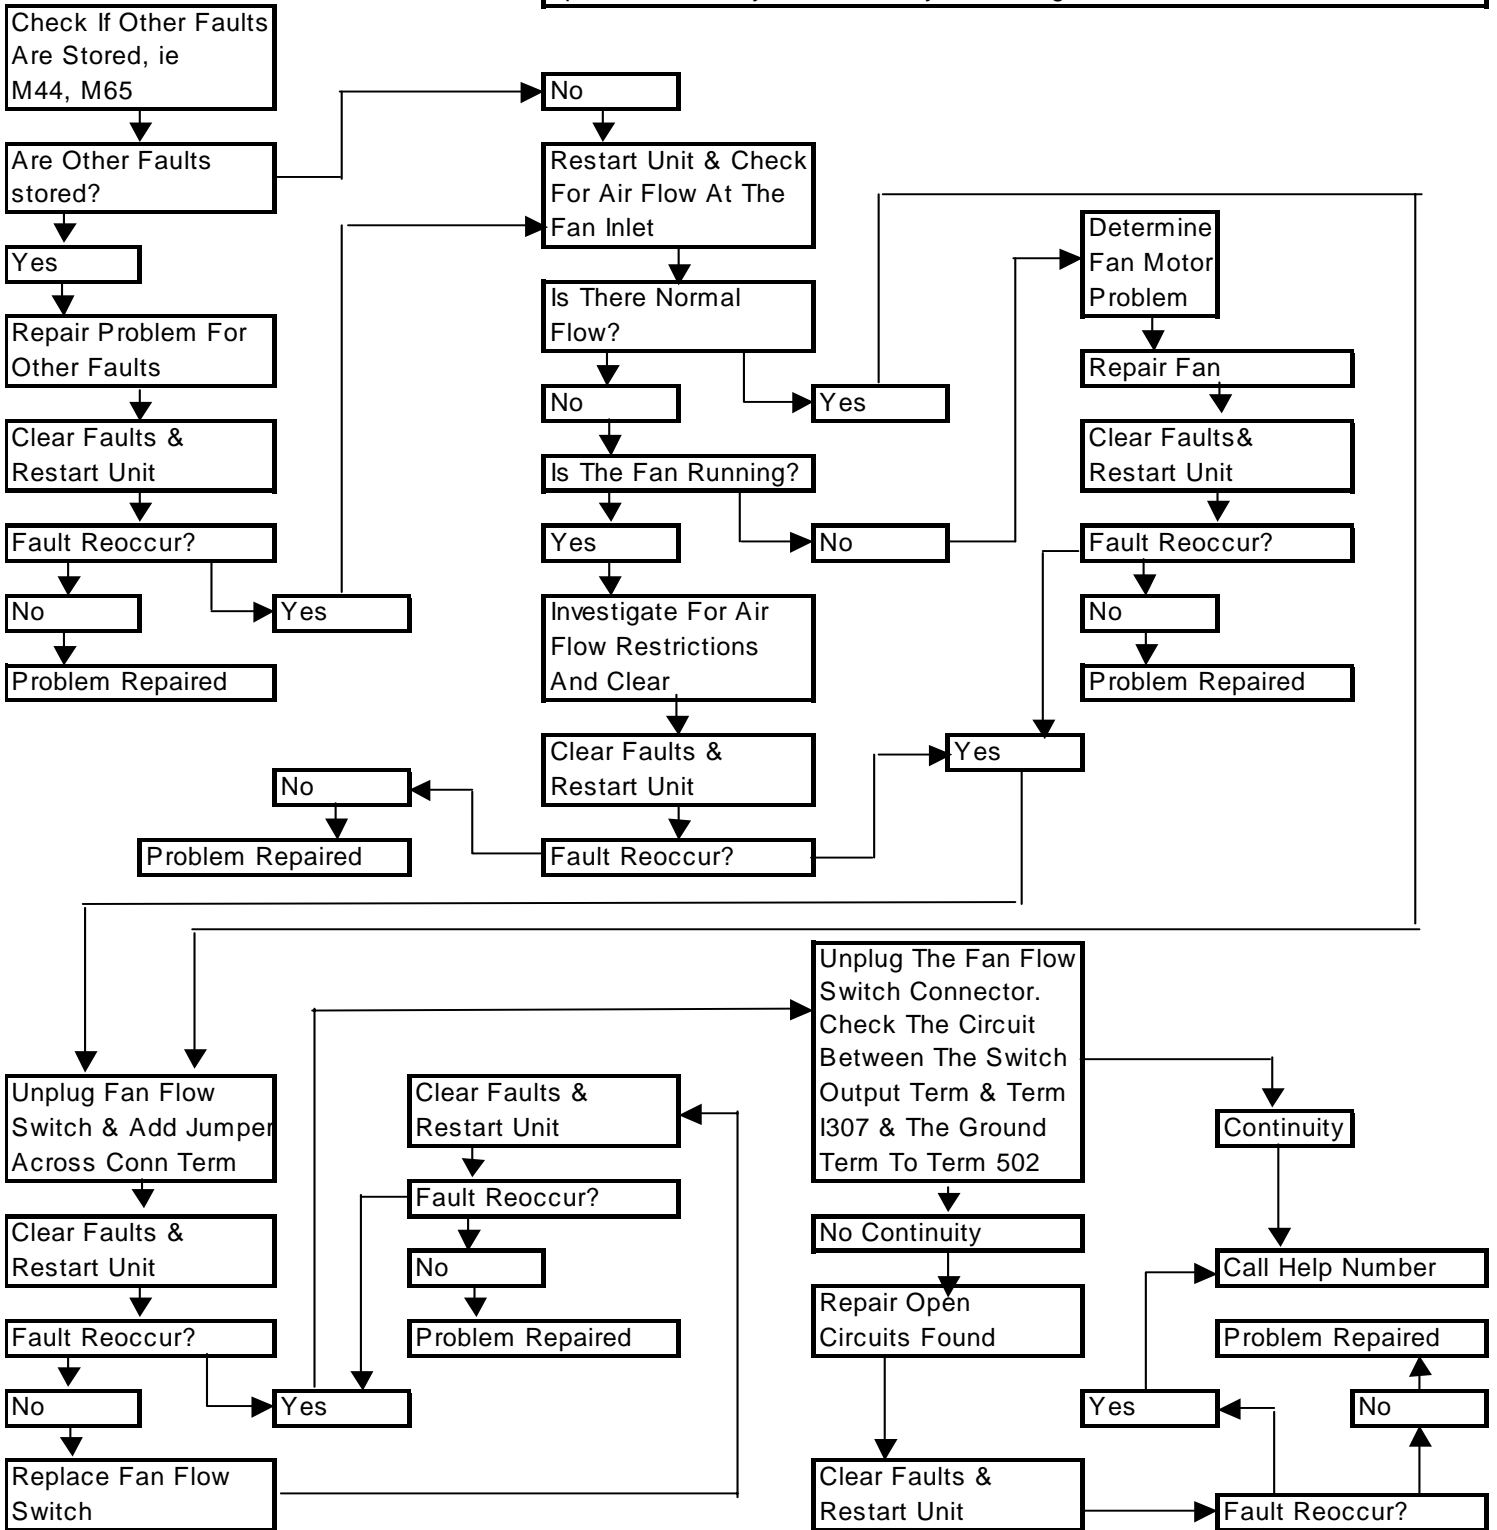 Check If Other Faults
Are Stored, ie
M44, M65
Are Other Faults
stored?
Yes
Repair Problem For
Other Faults
Clear Faults &
Restart Unit
Fault Reoccur?
No
Yes
Problem Repaired
No
Restart Unit & Check
For Air Flow At The
Fan Inlet
Is There Normal
Flow?
No
Yes
Is The Fan Running?
Yes
No
Investigate For Air
Flow Restrictions
And Clear
Clear Faults &
Restart Unit
Fault Reoccur?
No
Problem Repaired
Yes
Determine
Fan Motor
Problem
Repair Fan
Clear Faults&
Restart Unit
Fault Reoccur?
No
Problem Repaired
Unplug Fan Flow
Switch & Add Jumper
Across Conn Term
Clear Faults &
Restart Unit
Fault Reoccur?
No
Yes
Replace Fan Flow
Switch
Clear Faults &
Restart Unit
Fault Reoccur?
No
Problem Repaired
Unplug The Fan Flow
Switch Connector.
Check The Circuit
Between The Switch
Output Term & Term
I307 & The Ground
Term To Term 502
Continuity
No Continuity
Call Help Number
Repair Open
Circuits Found
Problem Repaired
Yes
No
Clear Faults &
Restart Unit
Fault Reoccur?